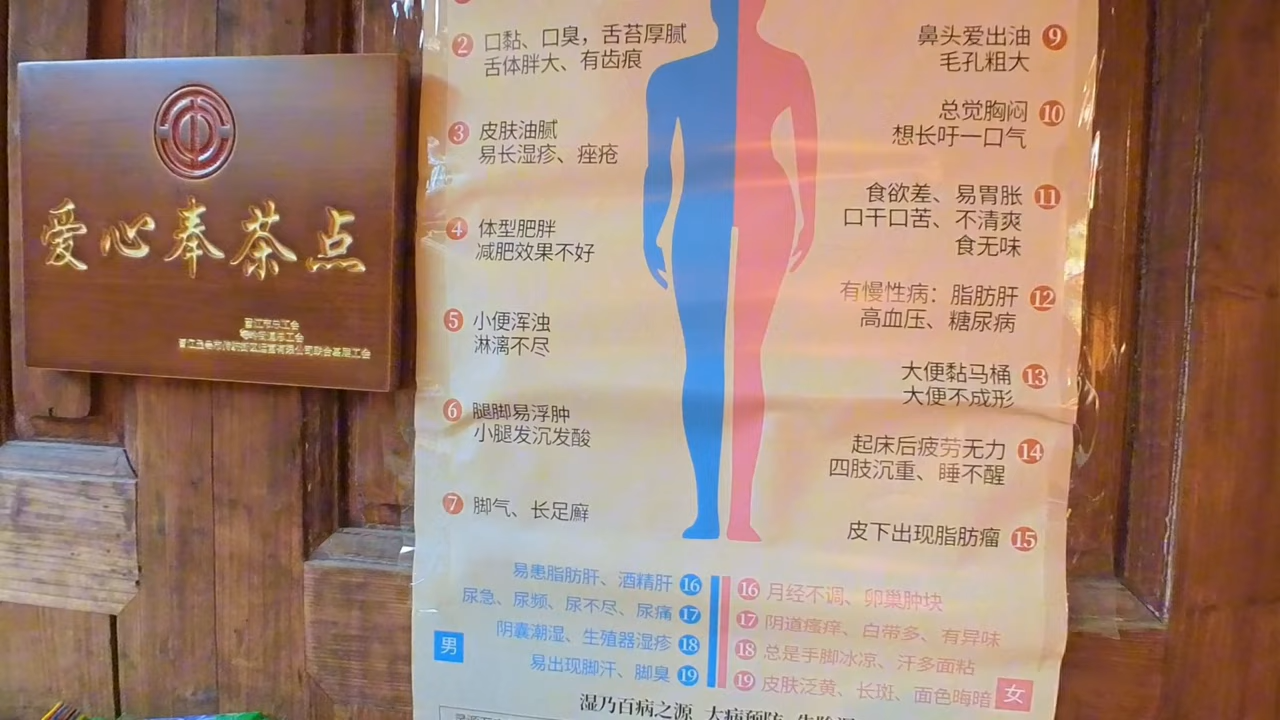 爱心奉茶点
晋江市总工会
2 口黏、口臭，舌苔厚腻
舌体胖大、有齿痕
3 皮肤油腻
易长湿疹、痤疮
4 体型肥胖
减肥效果不好
5 小便浑浊
淋漓不尽
6 腿脚易浮肿
小腿发沉发酸
7 脚气、长足廯
鼻头爱出油 9
毛孔粗大
总觉胸闷 10
想长吁一口气
食欲差、易胃胀 11
口干口苦、不清爽
食无味
有慢性病：脂肪肝 12
高血压、糖尿病
大便黏马桶 13
大便不成形
起床后疲劳无力 14
四肢沉重、睡不醒
皮下出现脂肪瘤 15
易患脂肪肝、酒精肝 16
尿急、尿频、尿不尽、尿痛 17
阴囊潮湿、生殖器湿疹 18
易出现脚汗、脚臭 19
男
16 月经不调、卵巢肿块
17 阴道瘙痒、白带多、有异味
18 总是手脚冰凉、汗多面粘
19 皮肤泛黄、长斑、面色晦暗
女
湿乃百病之源 大病预防